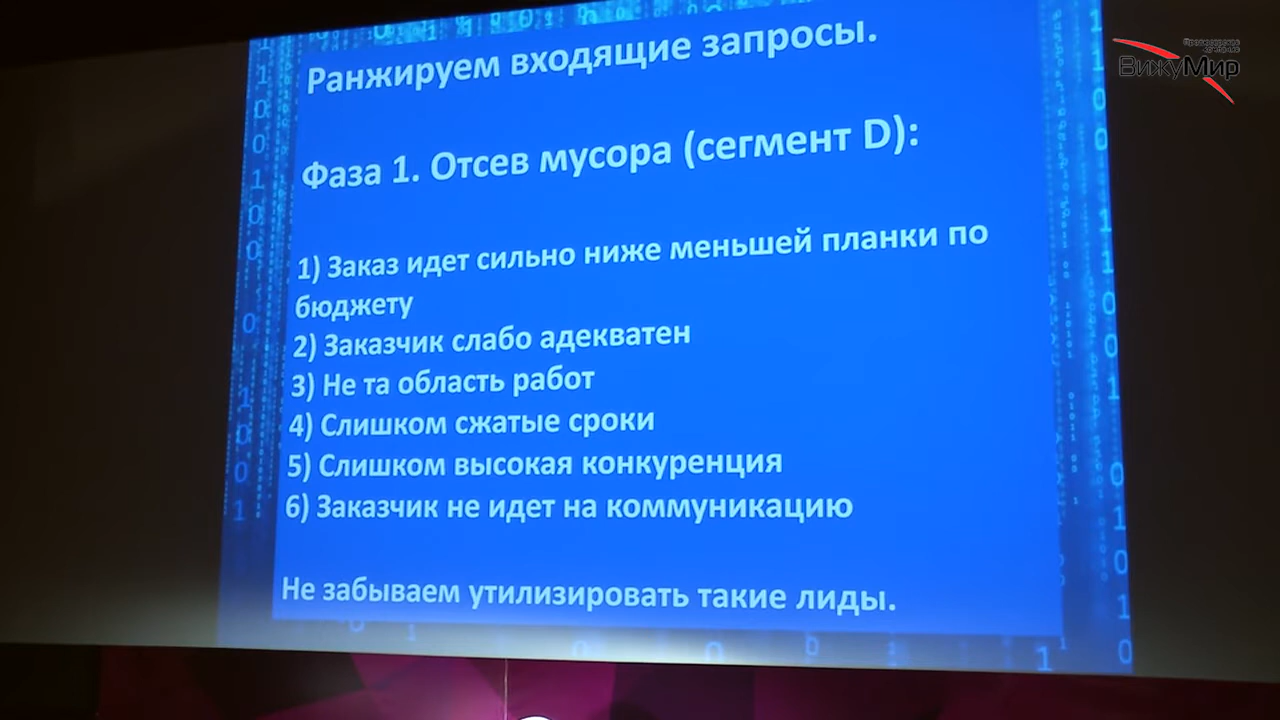 Ранжируем входящие запросы.
Фаза 1. Отсев мусора (сегмент D):
1) Заказ идет сильно ниже меньшей планки по
бюджету
2) Заказчик слабо адекватен
3) Не та область работ
4) Слишком сжатые сроки
5) Слишком высокая конкуренция
6) Заказчик не идет на коммуникацию
Не забываем утилизировать такие лиды.
ВижуМир